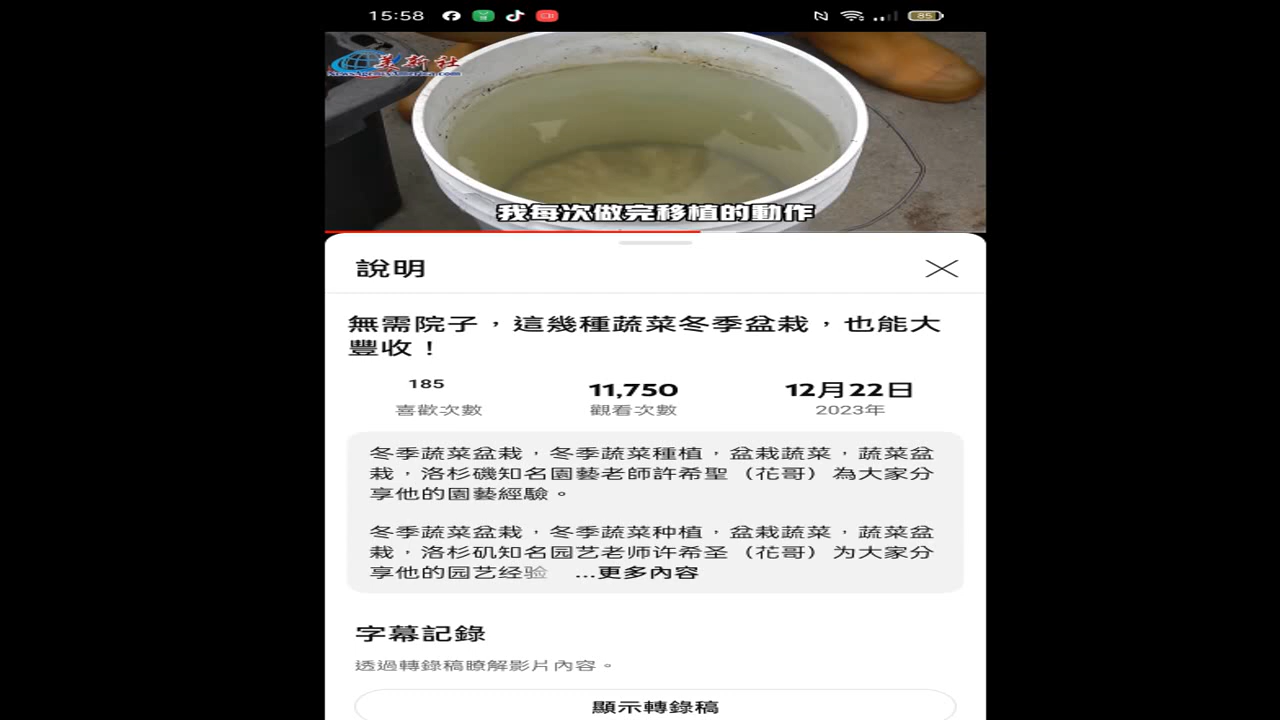 15:58
85
美新社
NewsAgencyAmerica.com
我每次做完移植的動作
說明
無需院子，這幾種蔬菜冬季盆栽，也能大
豐收！
185
11,750
12月22日
喜歡次數
觀看次數
2023年
冬季蔬菜盆栽，冬季蔬菜種植，盆栽蔬菜，蔬菜盆
栽，洛杉磯知名園藝老師許希聖（花哥）為大家分
享他的園藝經驗。
冬季蔬菜盆栽，冬季蔬菜种植，盆栽蔬菜，蔬菜盆
栽，洛杉矶知名园艺老师许希圣（花哥）为大家分
享他的园艺经验 ...更多內容
字幕記錄
透過轉錄稿瞭解影片內容。
顯示轉錄稿